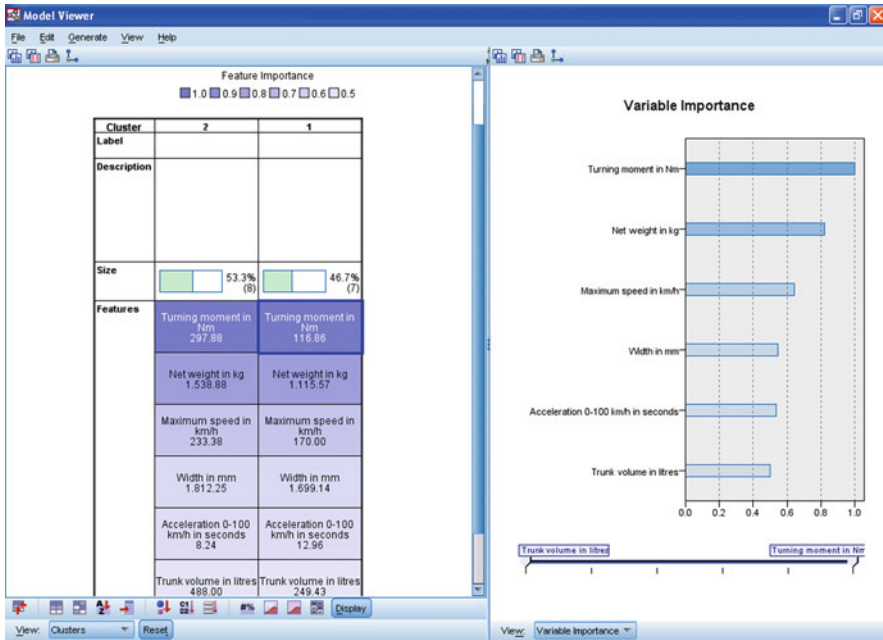 Model Viewer
File Edit Generate View Help
Feature Importance
1.0 0.9 0.8 0.7 0.6 0.5
Cluster 2 1
Label
Description
Size 53.3% (8) 46.7% (7)
Features
Turning moment in Nm 297.88
Turning moment in Nm 116.86
Net weight in kg 1.538.88
Net weight in kg 1.115.57
Maximum speed in km/h 233.38
Maximum speed in km/h 170.00
Width in mm 1.812.25
Width in mm 1.699.14
Acceleration 0-100 km/h in seconds 8.24
Acceleration 0-100 km/h in seconds 12.96
Trunk volume in litres 488.00
Trunk volume in litres 249.43
Display
View: Clusters Reset
Variable Importance
Turning moment in Nm
Net weight in kg
Maximum speed in km/h
Width in mm
Acceleration 0-100 km/h in seconds
Trunk volume in litres
0.0 0.2 0.4 0.6 0.8 1.0
Trunk volume in litres Turning moment in Nm
View: Variable Importance